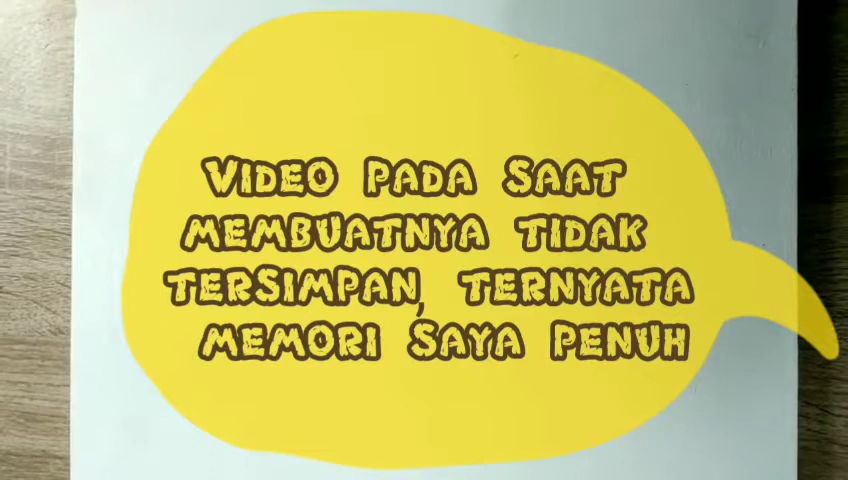 VIDEO PADA SAAT
MEMBUATNYA TIDAK
TERSIMPAN, TERNYATA
MEMORI SAYA PENUH